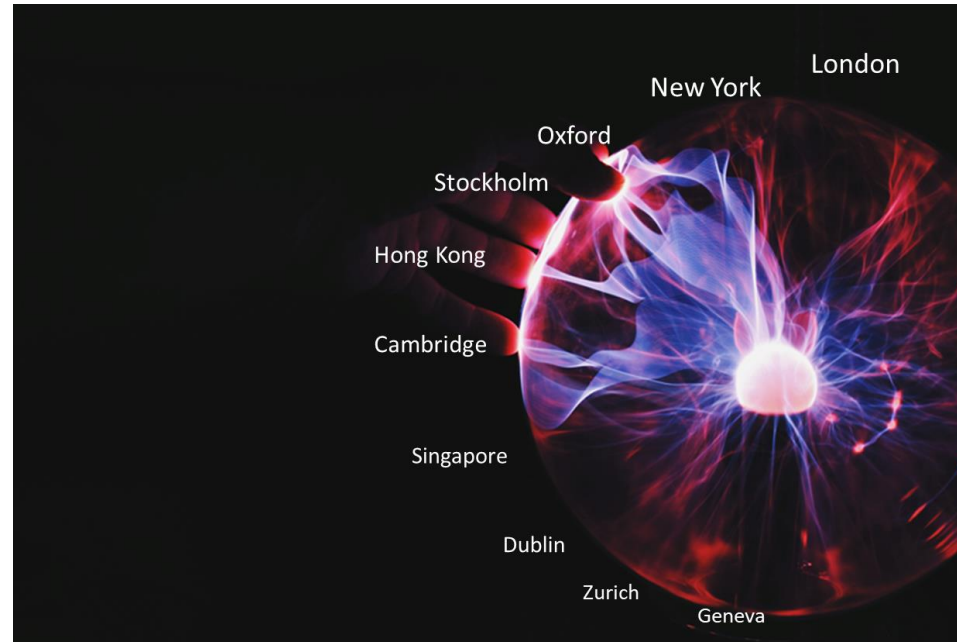 London
New York
Oxford
Stockholm
Hong Kong
Cambridge
Singapore
Dublin
Zurich
Geneva